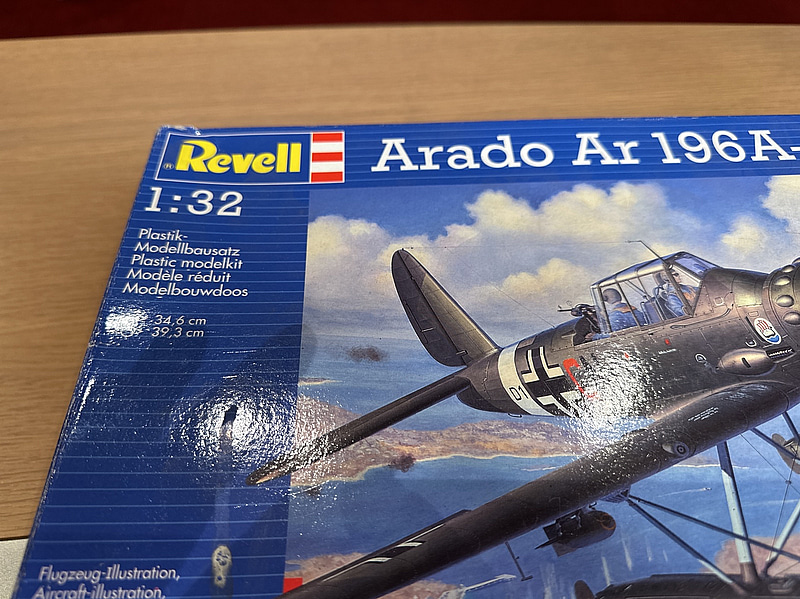 ® Revell
Arado Ar 196A-
1:32
Plastik-
Modellbausatz
Plastic modelkit
Modèle réduit
Modelbouwdoos
34,6 cm
39,3 cm
D1
Flugzeug-Illustration,
Aircraft-illustration,